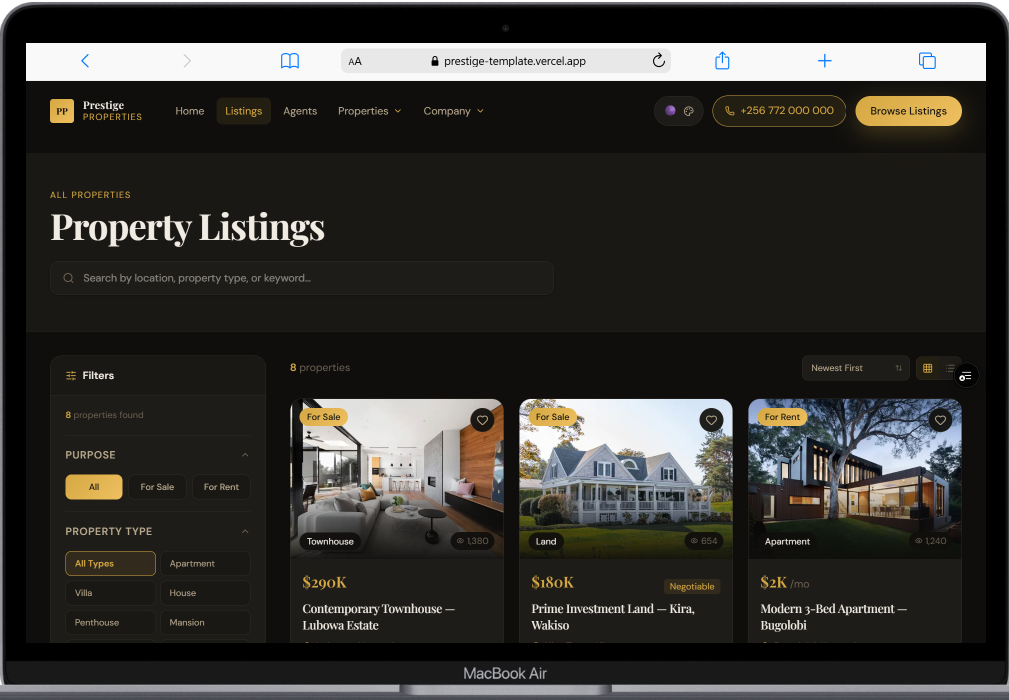 AA prestige-template.vercel.app
PP
Prestige
PROPERTIES
Home Listings Agents Properties Company
+256 772 000 000
Browse Listings
ALL PROPERTIES
Property Listings
Search by location, property type, or keyword...
Filters
8 properties found
PURPOSE
All For Sale For Rent
PROPERTY TYPE
All Types Apartment
Villa House
Penthouse Mansion
8 properties
Newest First
For Sale
Townhouse 1,380
$290K
Contemporary Townhouse —
Lubowa Estate
For Sale
Land 654
$180K Negotiable
Prime Investment Land — Kira,
Wakiso
For Rent
Apartment 1,240
$2K /mo
Modern 3-Bed Apartment —
Bugolobi
MacBook Air